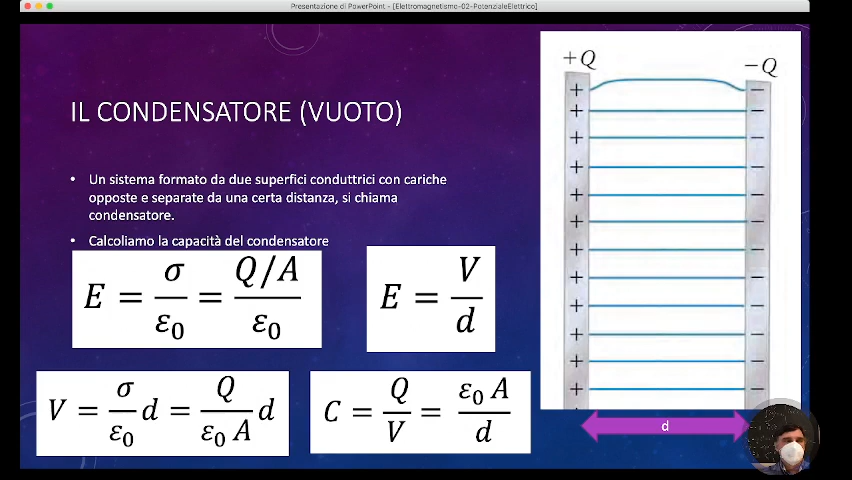 Presentazione di PowerPoint - [Elettromagnetismo-02-PotenzialeElettrico]
IL CONDENSATORE (VUOTO)
• Un sistema formato da due superfici conduttrici con cariche
opposte e separate da una certa distanza, si chiama
condensatore.
• Calcoliamo la capacità del condensatore
E = σ/ε₀ = (Q/A)/ε₀
E = V/d
V = σ/ε₀ d = Q/(ε₀ A) d
C = Q/V = ε₀ A/d
+Q
−Q
d